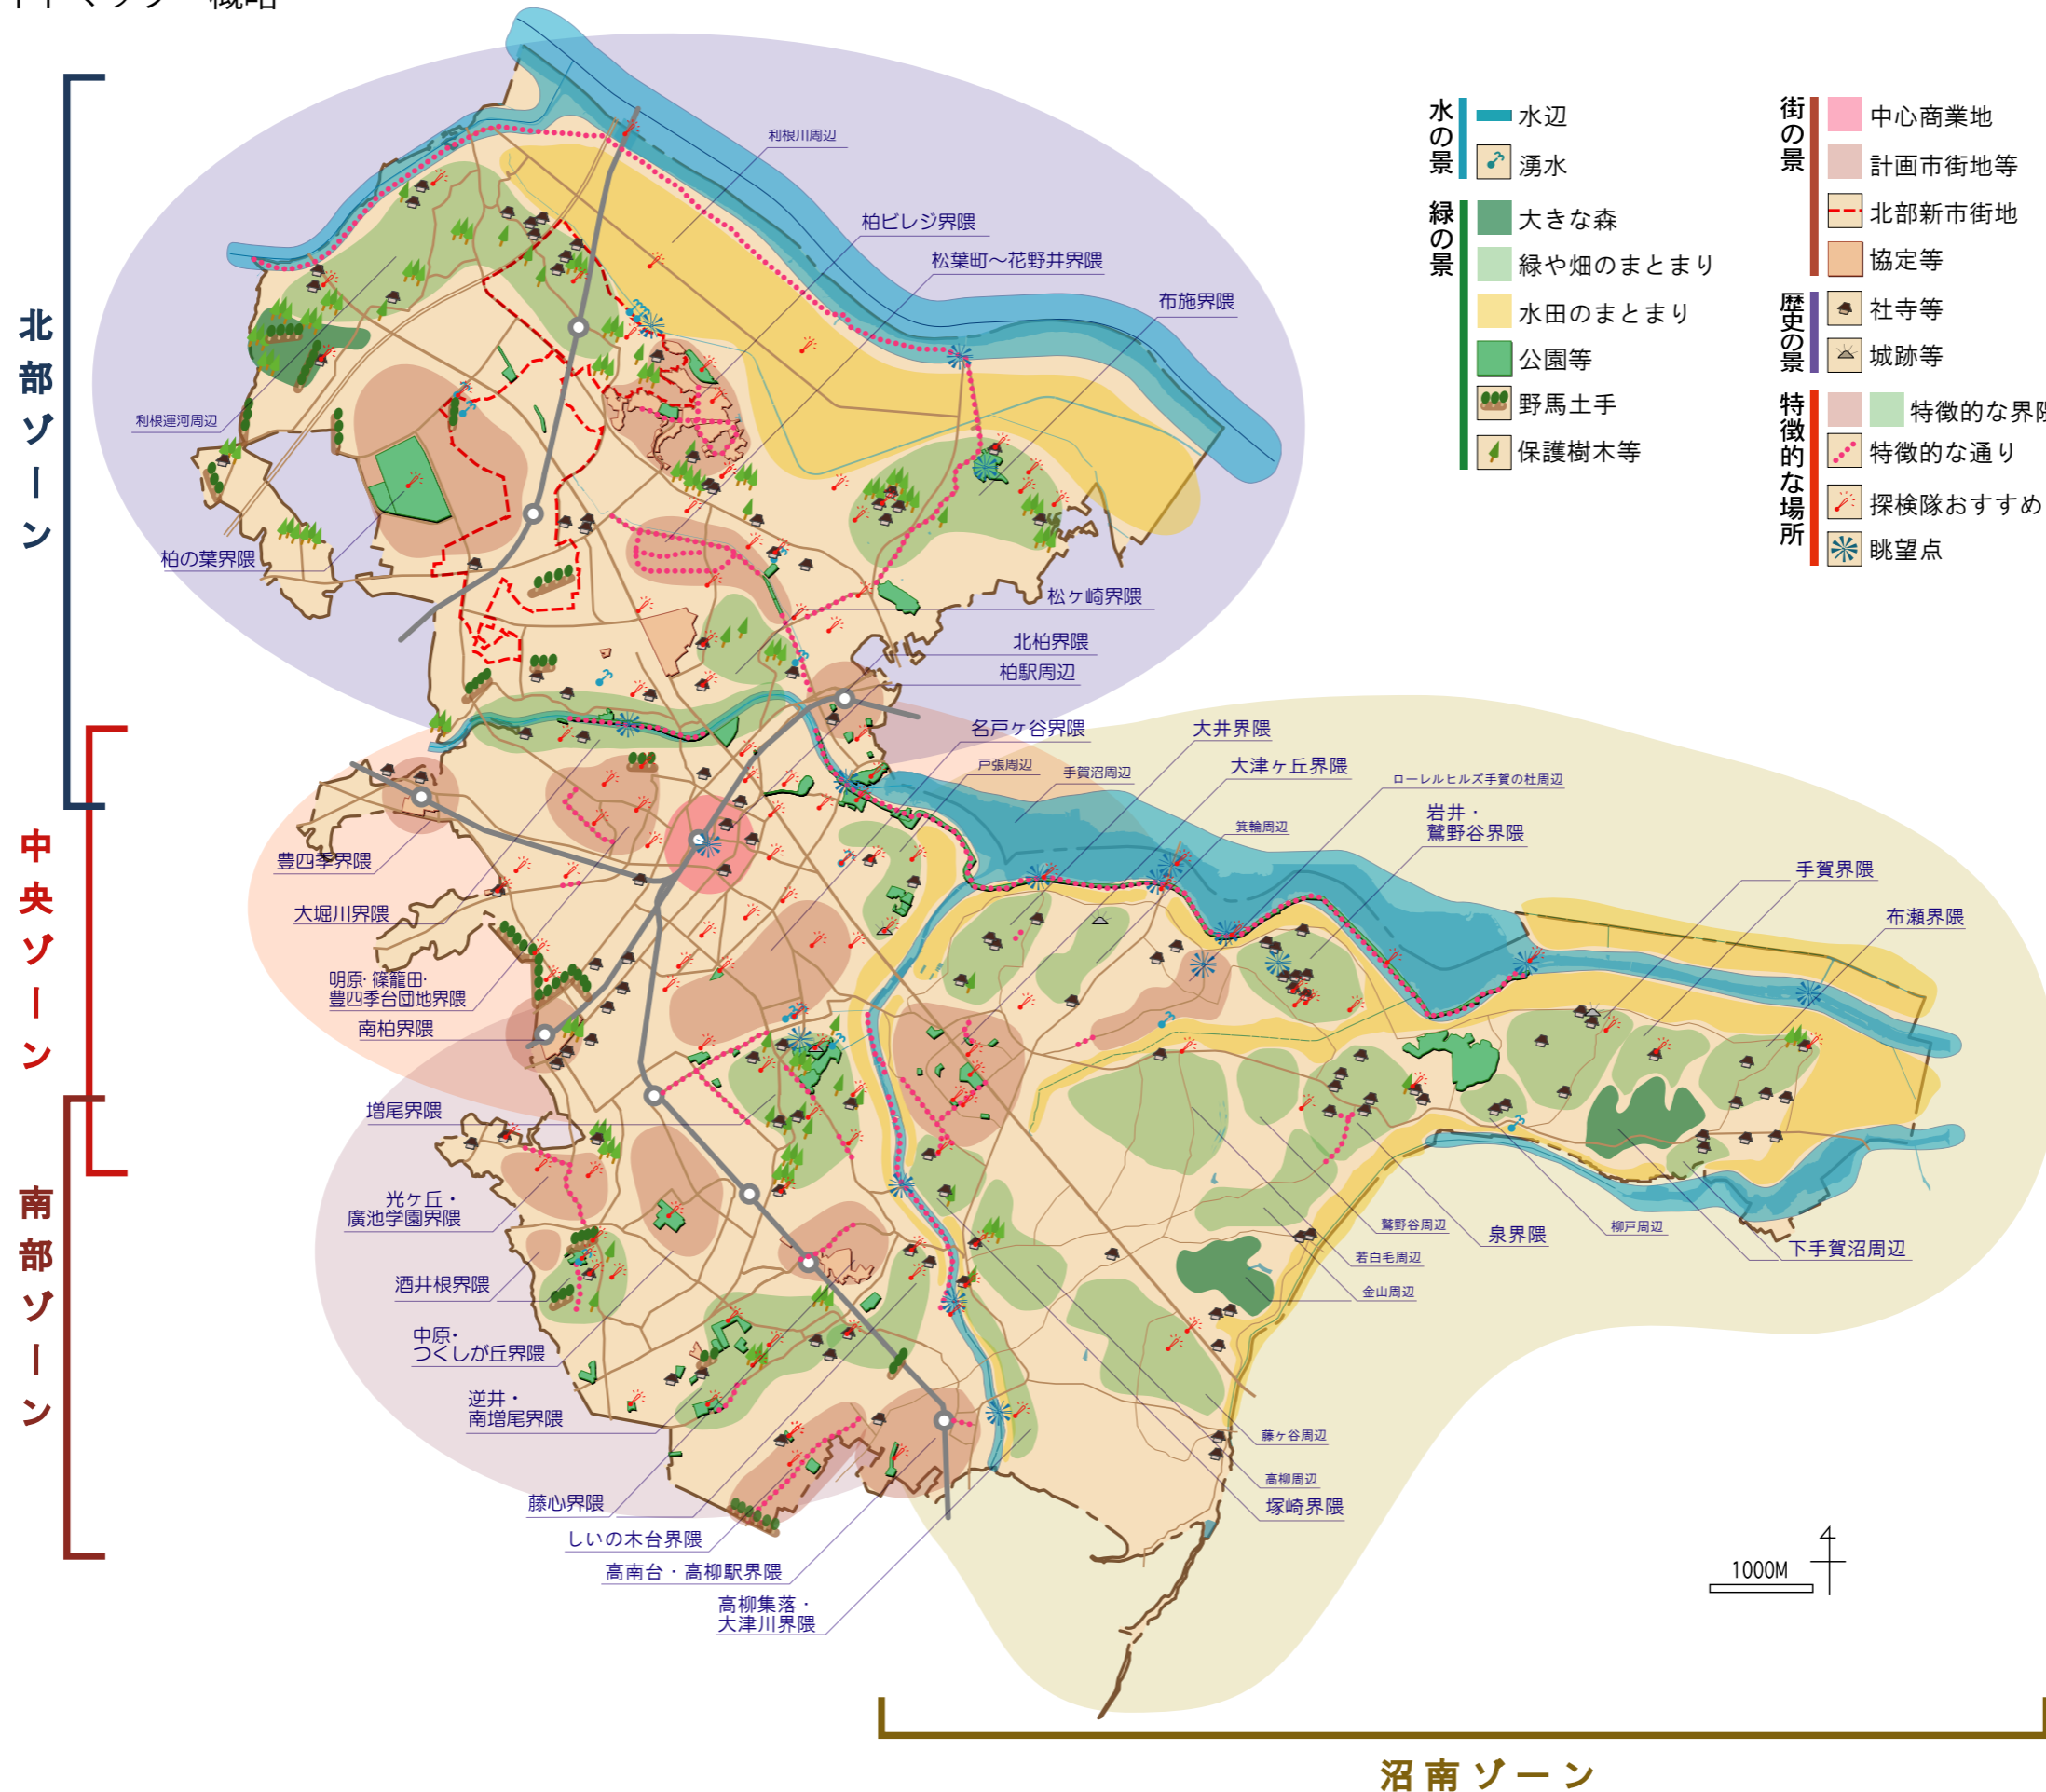 北部ゾーン
中央ゾーン
南部ゾーン
沼南ゾーン
水の景
水辺
湧水
緑の景
大きな森
緑や畑のまとまり
水田のまとまり
公園等
野馬土手
保護樹木等
街の景
中心商業地
計画市街地等
北部新市街地
協定等
歴史の景
社寺等
城跡等
特徴的な場所
特徴的な界隈
特徴的な通り
探検隊おすすめ
眺望点
利根川周辺
柏ビレジ界隈
松葉町～花野井界隈
布施界隈
利根運河周辺
柏の葉界隈
松ヶ崎界隈
北柏界隈
柏駅周辺
名戸ヶ谷界隈
戸張周辺
手賀沼周辺
大井界隈
大津ヶ丘界隈
ローレルヒルズ手賀の杜周辺
箕輪周辺
岩井・
鷲野谷界隈
手賀界隈
布瀬界隈
豊四季界隈
大堀川界隈
明原・篠籠田・
豊四季台団地界隈
南柏界隈
増尾界隈
光ヶ丘・
廣池学園界隈
酒井根界隈
中原・
つくしが丘界隈
逆井・
南増尾界隈
藤心界隈
しいの木台界隈
高南台・高柳駅界隈
高柳集落・
大津川界隈
鷲野谷周辺
若白毛周辺
金山周辺
泉界隈
柳戸周辺
下手賀沼周辺
藤ヶ谷周辺
高柳周辺
塚崎界隈
1000M